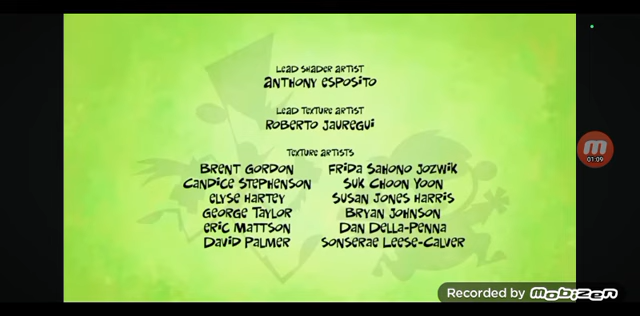 Lead Shader Artist
Anthony Esposito
Lead Texture Artist
Roberto Jauregui
Texture Artists
Brent Gordon
Candice Stephenson
Elyse Hartey
George Taylor
Eric Mattson
David Palmer
Frida Sahono Jozwik
Suk Choon Yoon
Susan Jones Harris
Bryan Johnson
Dan Della-Penna
Sonserae Leese-Calver
01:09
Recorded by mobizen